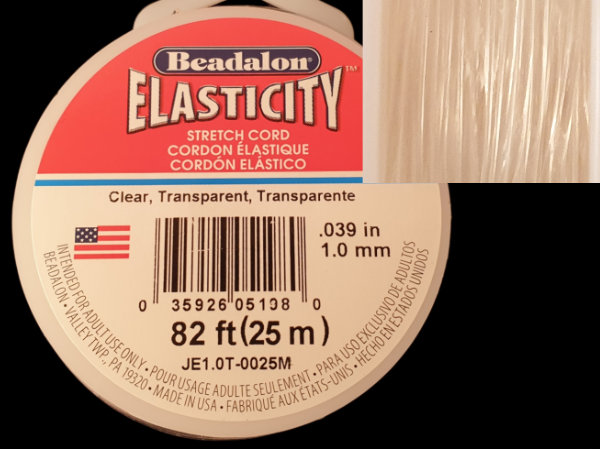 Beadalon®
ELASTICITY™
STRETCH CORD
CORDON ÉLASTIQUE
CORDÓN ELÁSTICO
Clear, Transparent, Transparente
.039 in
1.0 mm
0 35926 05108 0
82 ft (25 m)
JE1.0T-0025M
INTENDED FOR ADULT USE ONLY • POUR USAGE ADULTE SEULEMENT • PARA USO EXCLUSIVO DE ADULTOS
BEADALON • VALLEY TWP., PA 19320 • MADE IN USA • FABRIQUÉ AUX ÉTATS-UNIS • HECHO EN ESTADOS UNIDOS